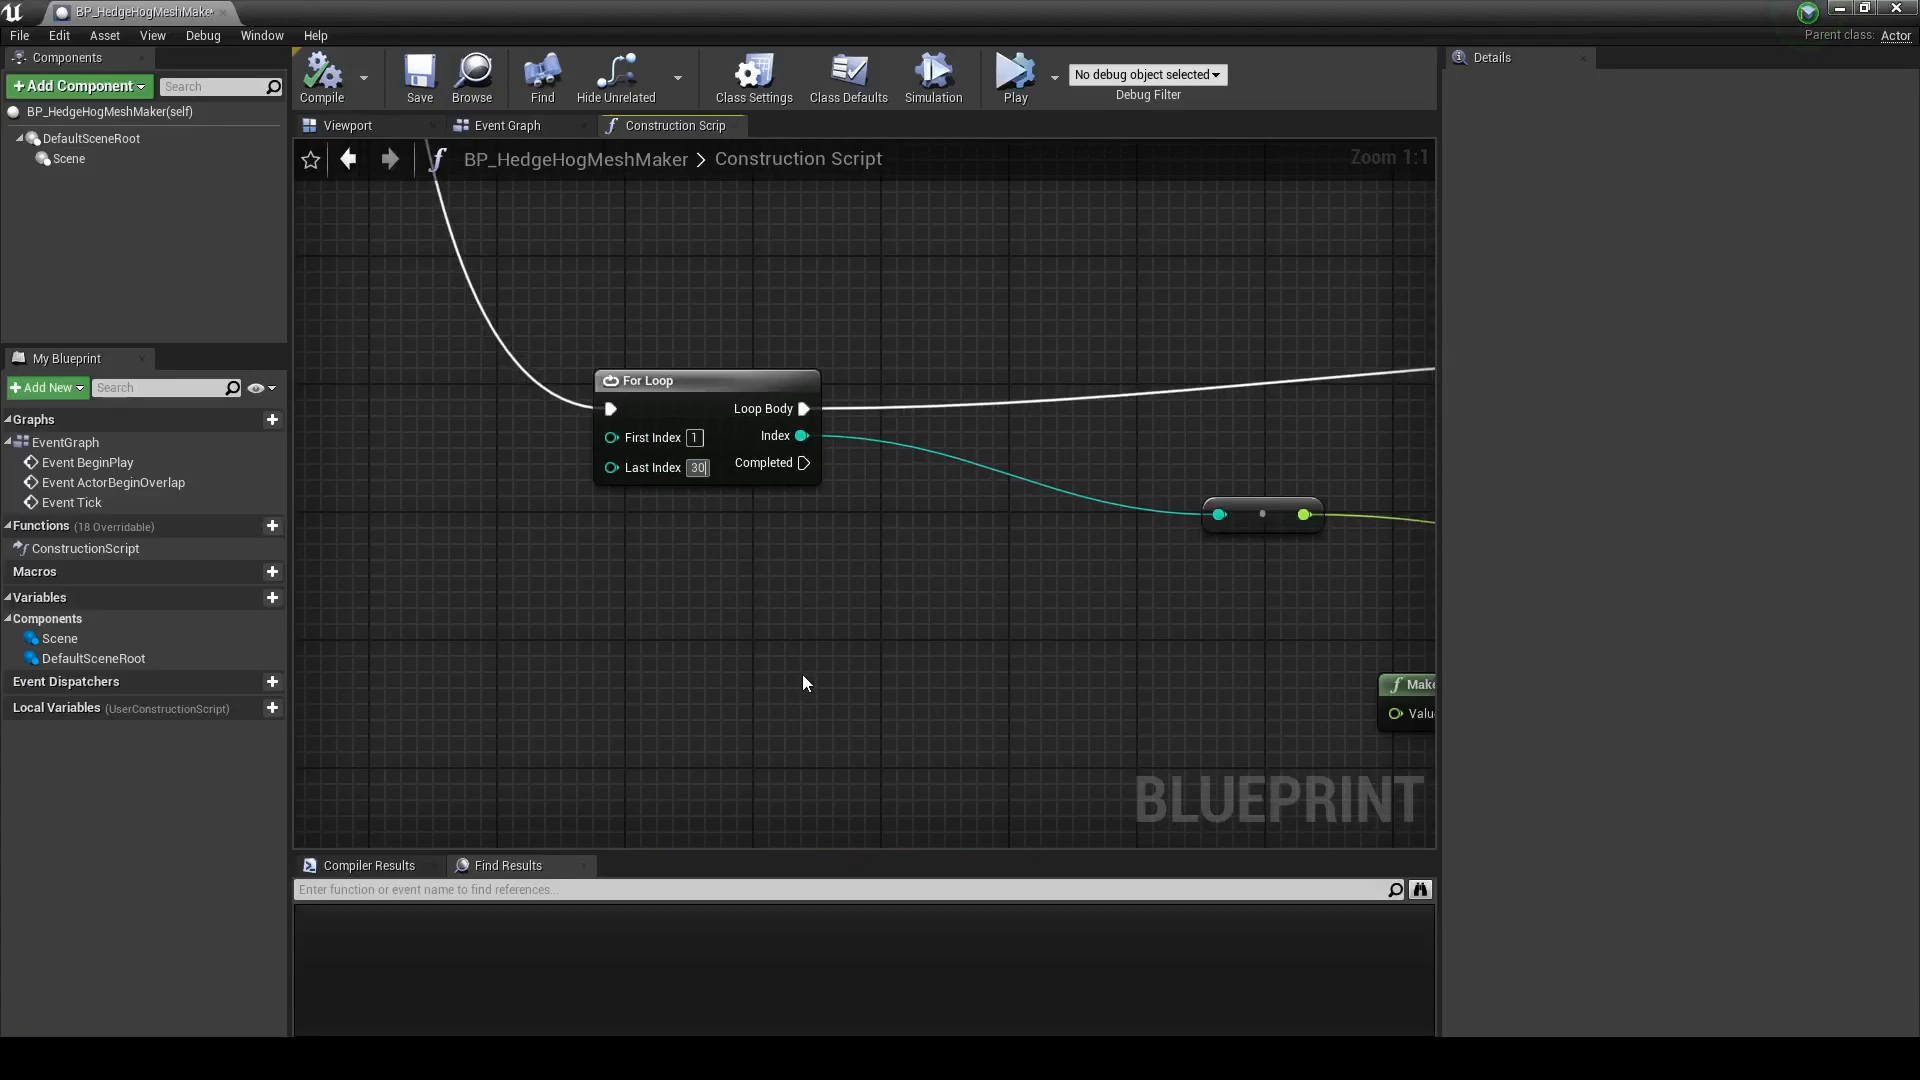 BP_HedgeHogMeshMake*
File Edit Asset View Debug Window Help
Parent class: Actor
Components
+Add Component
Search
BP_HedgeHogMeshMaker(self)
DefaultSceneRoot
Scene
Compile
Save
Browse
Find
Hide Unrelated
Class Settings
Class Defaults
Simulation
Play
No debug object selected
Debug Filter
Details
Viewport
Event Graph
Construction Scrip
BP_HedgeHogMeshMaker > Construction Script
Zoom 1:1
My Blueprint
+Add New
Search
Graphs
EventGraph
Event BeginPlay
Event ActorBeginOverlap
Event Tick
Functions (18 Overridable)
ConstructionScript
Macros
Variables
Components
Scene
DefaultSceneRoot
Event Dispatchers
Local Variables (UserConstructionScript)
For Loop
Loop Body
First Index 1
Index
Last Index 30
Completed
f Make
Valu
BLUEPRINT
Compiler Results
Find Results
Enter function or event name to find references...